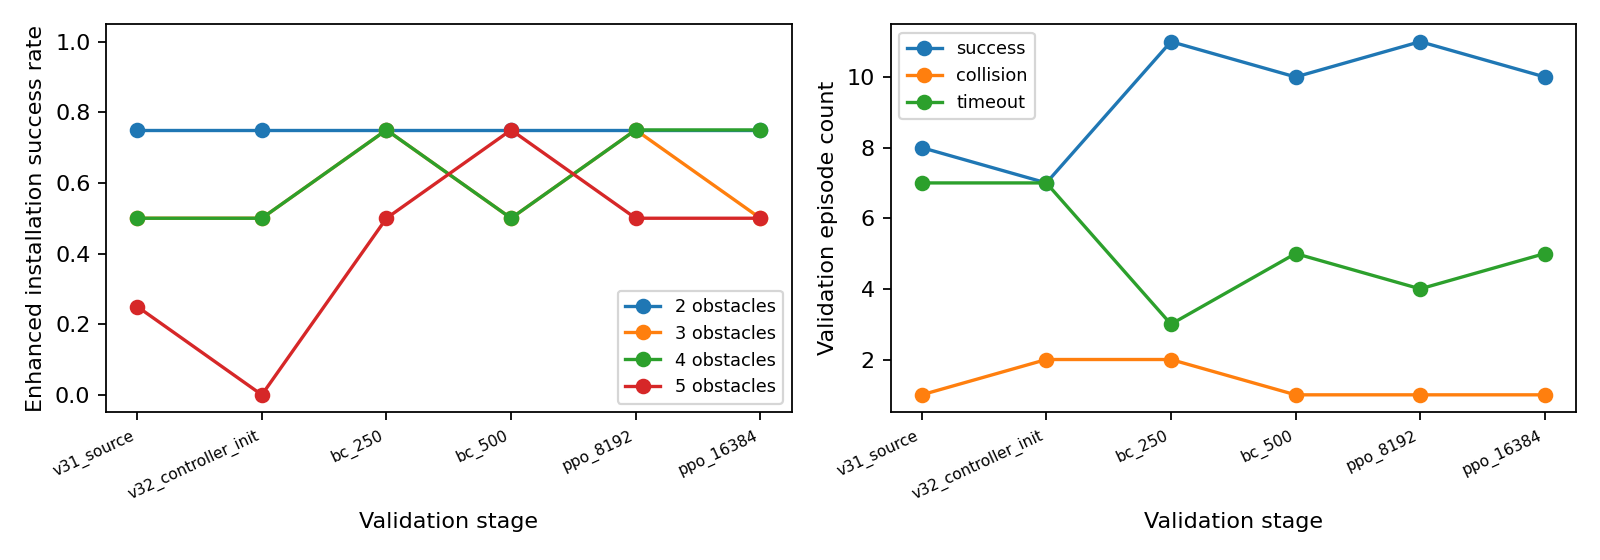 Enhanced installation success rate
1.0
0.8
0.6
0.4
0.2
0.0
2 obstacles
3 obstacles
4 obstacles
5 obstacles
v31_source
v32_controller_init
bc_250
bc_500
ppo_8192
ppo_16384
Validation stage
Validation episode count
10
8
6
4
2
success
collision
timeout
v31_source
v32_controller_init
bc_250
bc_500
ppo_8192
ppo_16384
Validation stage